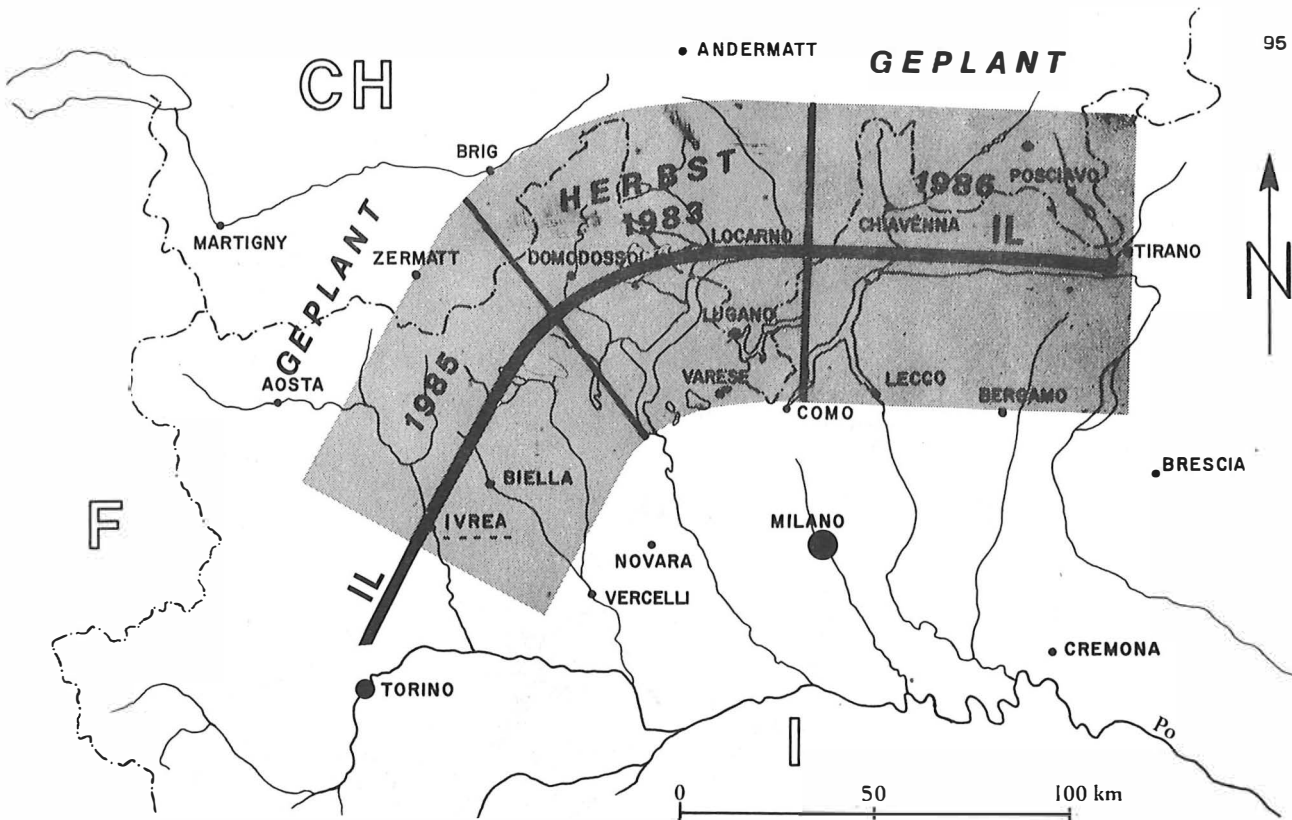 95
ANDERMATT
GEPLANT
CH
BRIG
HERBST
1983
1986
POSCIAVO
CHIAVENNA
IL
MARTIGNY
GEPLANT
ZERMATT
DOMODOSSOLA
LOCARNO
TIRANO
N
LUGANO
AOSTA
1985
VARESE
LECCO
BERGAMO
COMO
BRESCIA
BIELLA
F
IVREA
MILANO
NOVARA
IL
VERCELLI
CREMONA
TORINO
I
Po
0 50 100 km